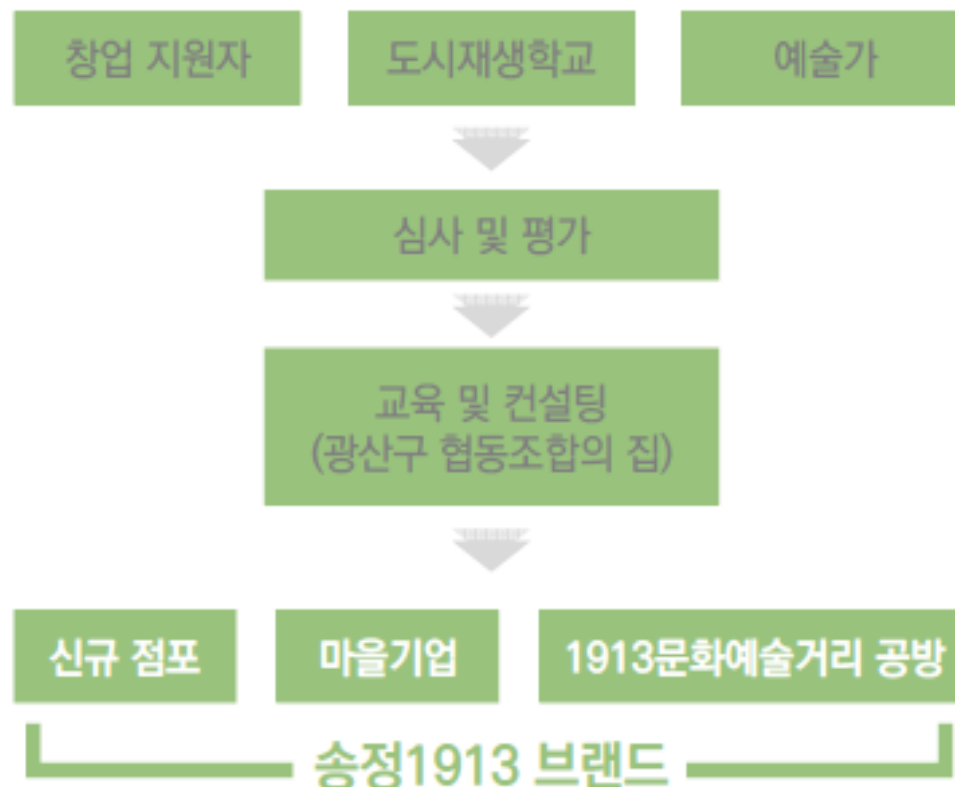 창업 지원자
도시재생학교
예술가
심사 및 평가
교육 및 컨설팅
(광산구 협동조합의 집)
신규 점포
마을기업
1913문화예술거리 공방
송정1913 브랜드